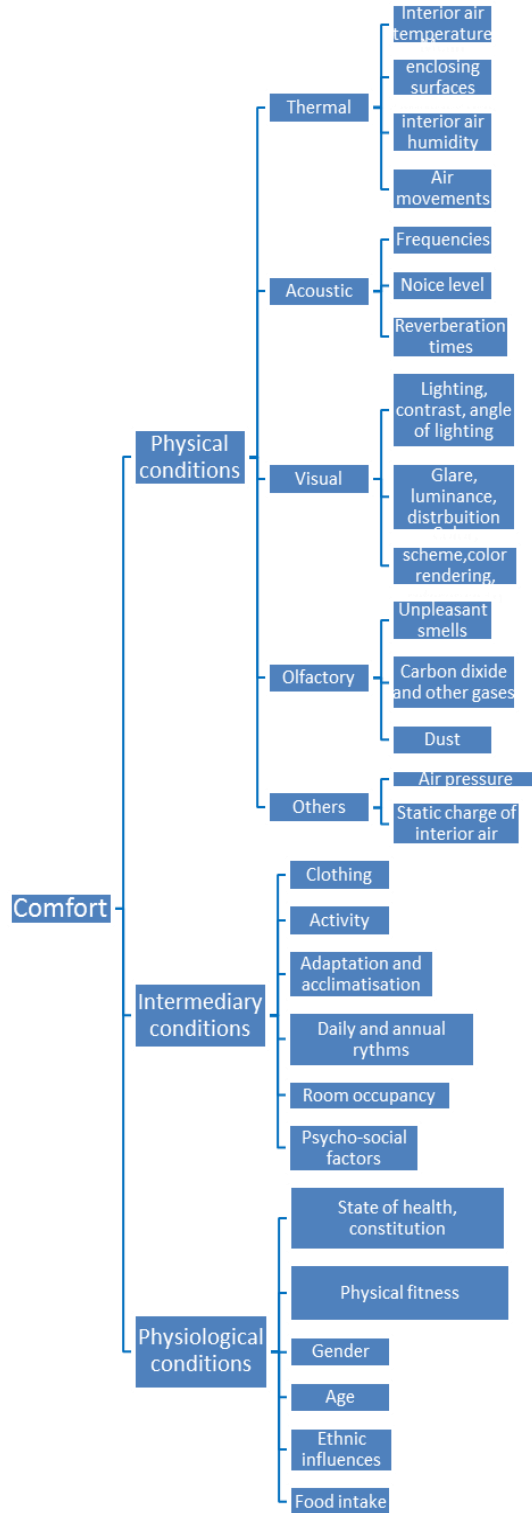 Comfort
Physical
conditions
Thermal
Interior air
temperature
enclosing
surfaces
interior air
humidity
Air
movements
Acoustic
Frequencies
Noice level
Reverberation
times
Visual
Lighting,
contrast, angle
of lighting
Glare,
luminance,
distrbuition
scheme,color
rendering,
Olfactory
Unpleasant
smells
Carbon dixide
and other gases
Dust
Others
Air pressure
Static charge of
interior air
Intermediary
conditions
Clothing
Activity
Adaptation and
acclimatisation
Daily and annual
rythms
Room occupancy
Psycho-social
factors
Physiological
conditions
State of health,
constitution
Physical fitness
Gender
Age
Ethnic
influences
Food intake